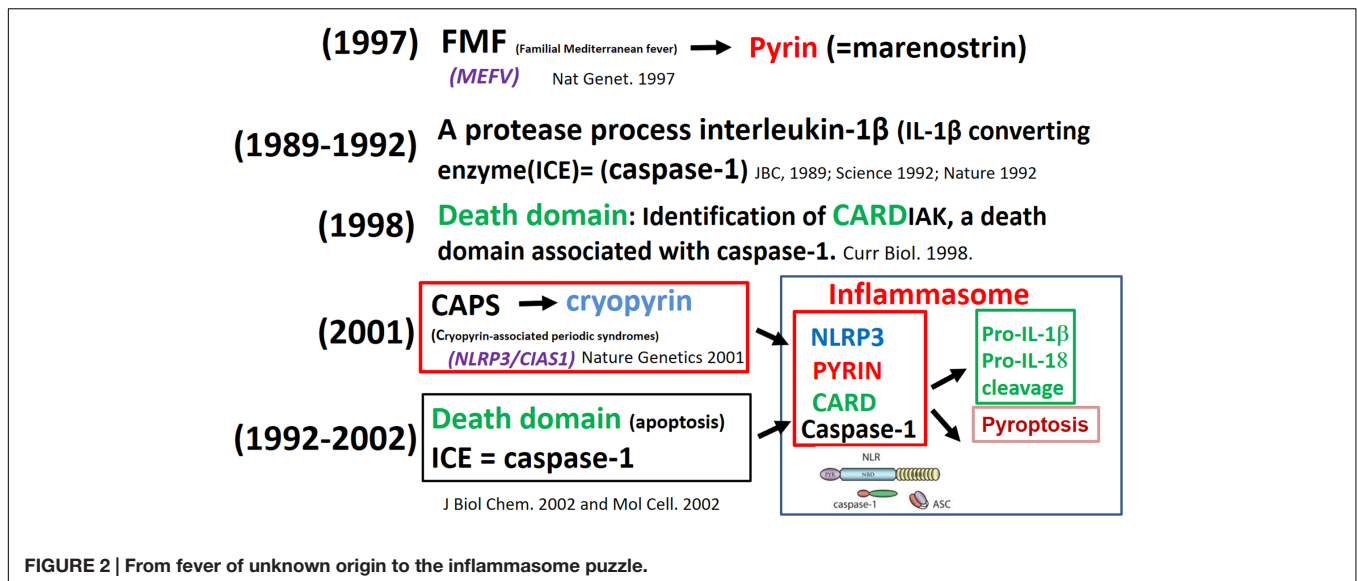 (1997) FMF (Familial Mediterranean fever) Pyrin (=marenostrin)
(MEFV) Nat Genet. 1997
(1989-1992) A protease process interleukin-1β (IL-1β converting
enzyme(ICE)= (caspase-1) JBC, 1989; Science 1992; Nature 1992
(1998) Death domain: Identification of CARDIAK, a death
domain associated with caspase-1. Curr Biol. 1998.
(2001) CAPS cryopyrin
(Cryopyrin-associated periodic syndromes)
(NLRP3/CIAS1) Nature Genetics 2001
(1992-2002) Death domain (apoptosis)
ICE = caspase-1
J Biol Chem. 2002 and Mol Cell. 2002
Inflammasome
NLRP3
PYRIN
CARD
Caspase-1
Pro-IL-1β
Pro-IL-18
cleavage
Pyroptosis
NLR
PYR NBD
caspase-1 ASC
FIGURE 2 | From fever of unknown origin to the inflammasome puzzle.